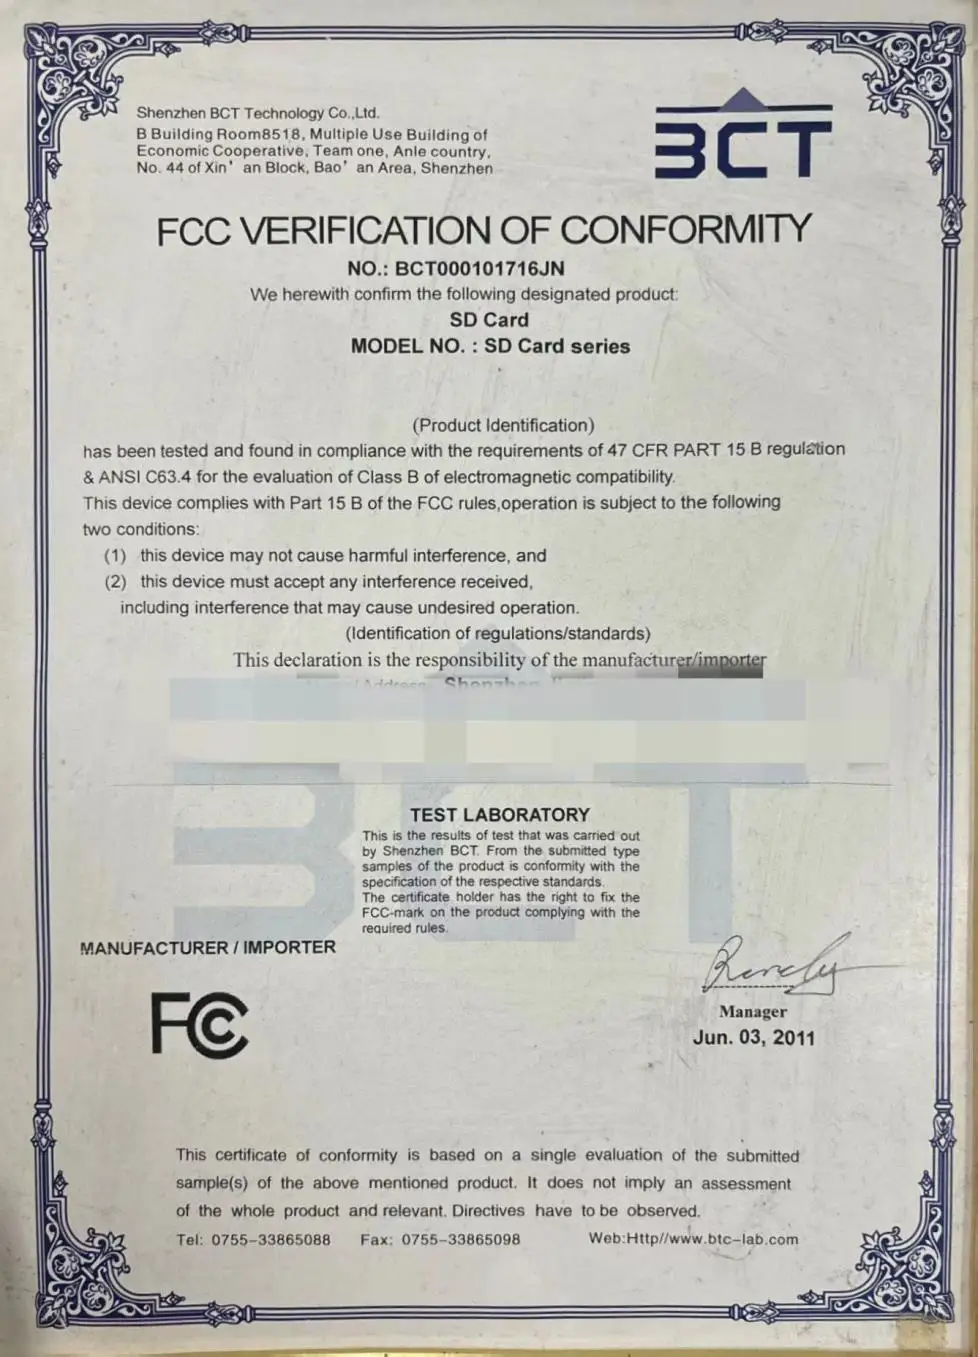 Shenzhen BCT Technology Co.,Ltd.
B Building Room8518, Multiple Use Building of
Economic Cooperative, Team one, Anle country,
No. 44 of Xin' an Block, Bao' an Area, Shenzhen
BCT
FCC VERIFICATION OF CONFORMITY
NO.: BCT000101716JN
We herewith confirm the following designated product:
SD Card
MODEL NO. : SD Card series
(Product Identification)
has been tested and found in compliance with the requirements of 47 CFR PART 15 B regulation
& ANSI C63.4 for the evaluation of Class B of electromagnetic compatibility.
This device complies with Part 15 B of the FCC rules,operation is subject to the following
two conditions:
(1) this device may not cause harmful interference, and
(2) this device must accept any interference received,
including interference that may cause undesired operation.
(Identification of regulations/standards)
This declaration is the responsibility of the manufacturer/importer
Address Shenzhen
BCT
TEST LABORATORY
This is the results of test that was carried out
by Shenzhen BCT. From the submitted type
samples of the product is conformity with the
specification of the respective standards.
The certificate holder has the right to fix the
FCC-mark on the product complying with the
required rules.
MANUFACTURER / IMPORTER
FC
Manager
Jun. 03, 2011
This certificate of conformity is based on a single evaluation of the submitted
sample(s) of the above mentioned product. It does not imply an assessment
of the whole product and relevant. Directives have to be observed.
Tel: 0755-33865088 Fax: 0755-33865098 Web:Http//www.btc-lab.com